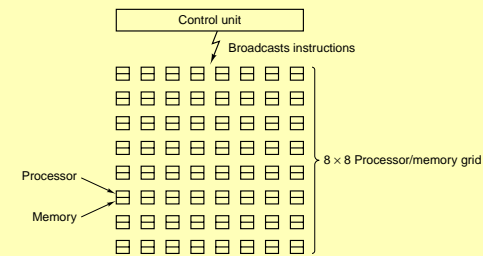 Control unit
Broadcasts instructions
8 × 8 Processor/memory grid
Processor
Memory